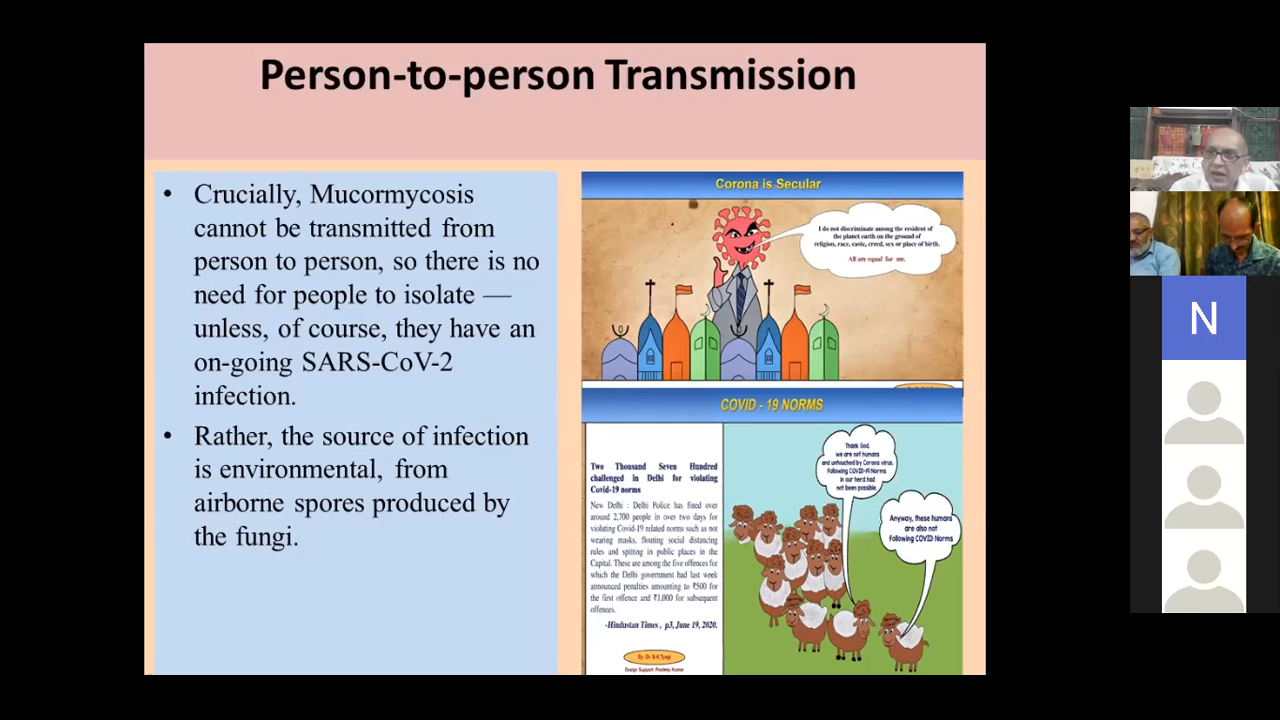 Person-to-person Transmission
• Crucially, Mucormycosis
cannot be transmitted from
person to person, so there is no
need for people to isolate —
unless, of course, they have an
on-going SARS-CoV-2
infection.
• Rather, the source of infection
is environmental, from
airborne spores produced by
the fungi.
Corona is Secular
I do not discriminate among the resident of
the planet earth on the ground of
religion, race, caste, creed, sex or place of birth.
All are equal for me.
COVID - 19 NORMS
Two Thousand Seven Hundred
challenged in Delhi for violating
Covid-19 norms
New Delhi : Delhi Police has fined over
around 2,700 people in over two days for
violating Covid-19 related norms such as not
wearing masks, flouting social distancing
rules and spitting in public places in the
Capital. These are among the five offences for
which the Delhi government had last week
announced penalties amounting to ₹500 for
the first offence and ₹1,000 for subsequent
offences.
-Hindustan Times , p3, June 19, 2020.
By: Dr. B.K.Tyagi
Design Support: Pradeep Kumar
Thank God,
we are not humans
and untouched by Corona virus.
Following COVID-19 Norms
in our herd had
not been possible.
Anyway, these humans
are also not
following COVID Norms
N